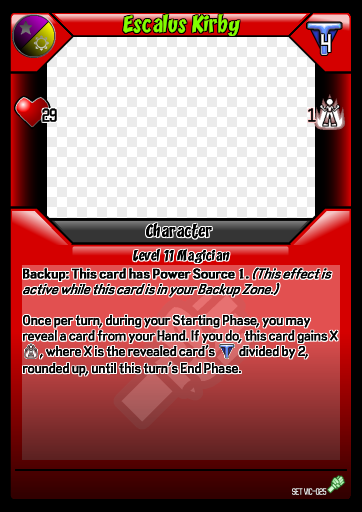 Escalus Kirby
4
29
1
Character
Level 11 Magician
Backup: This card has Power Source 1. (This effect is
active while this card is in your Backup Zone.)
Once per turn, during your Starting Phase, you may
reveal a card from your Hand. If you do, this card gains X
, where X is the revealed card's T divided by 2,
rounded up, until this turn's End Phase.
SET VIC-025